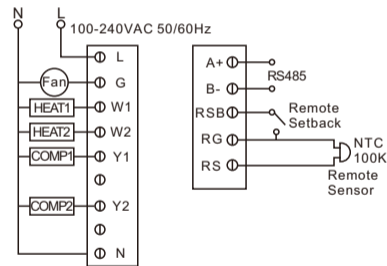 N L
100-240VAC 50/60Hz
L
Fan G
HEAT1 W1
HEAT2 W2
COMP1 Y1
COMP2 Y2
N
A+
RS485
B-
RSB Remote
Setback
RG
NTC
100K
RS
Remote
Sensor